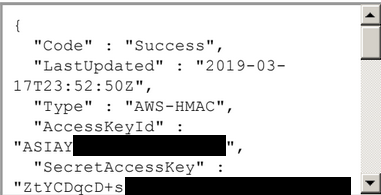 {
"Code" : "Success",
"LastUpdated" : "2019-03-
17T23:52:50Z",
"Type" : "AWS-HMAC",
"AccessKeyId" :
"ASIAY ",
"SecretAccessKey" :
"ZtYCDqcD+s